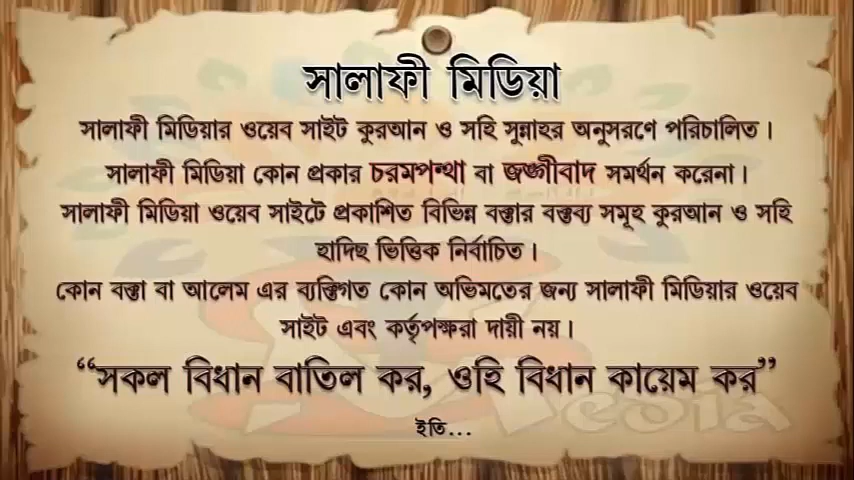 সালাফী মিডিয়া
সালাফী মিডিয়ার ওয়েব সাইট কুরআন ও সহি সুন্নাহর অনুসরণে পরিচালিত।
সালাফী মিডিয়া কোন প্রকার চরমপন্থা বা জঙ্গীবাদ সমর্থন করেনা।
সালাফী মিডিয়া ওয়েব সাইটে প্রকাশিত বিভিন্ন বক্তার বক্তব্য সমূহ কুরআন ও সহি
হাদিছ ভিত্তিক নির্বাচিত।
কোন বক্তা বা আলেম এর ব্যক্তিগত কোন অভিমতের জন্য সালাফী মিডিয়ার ওয়েব
সাইট এবং কর্তৃপক্ষরা দায়ী নয়।
“সকল বিধান বাতিল কর, ওহি বিধান কায়েম কর”
ইতি...